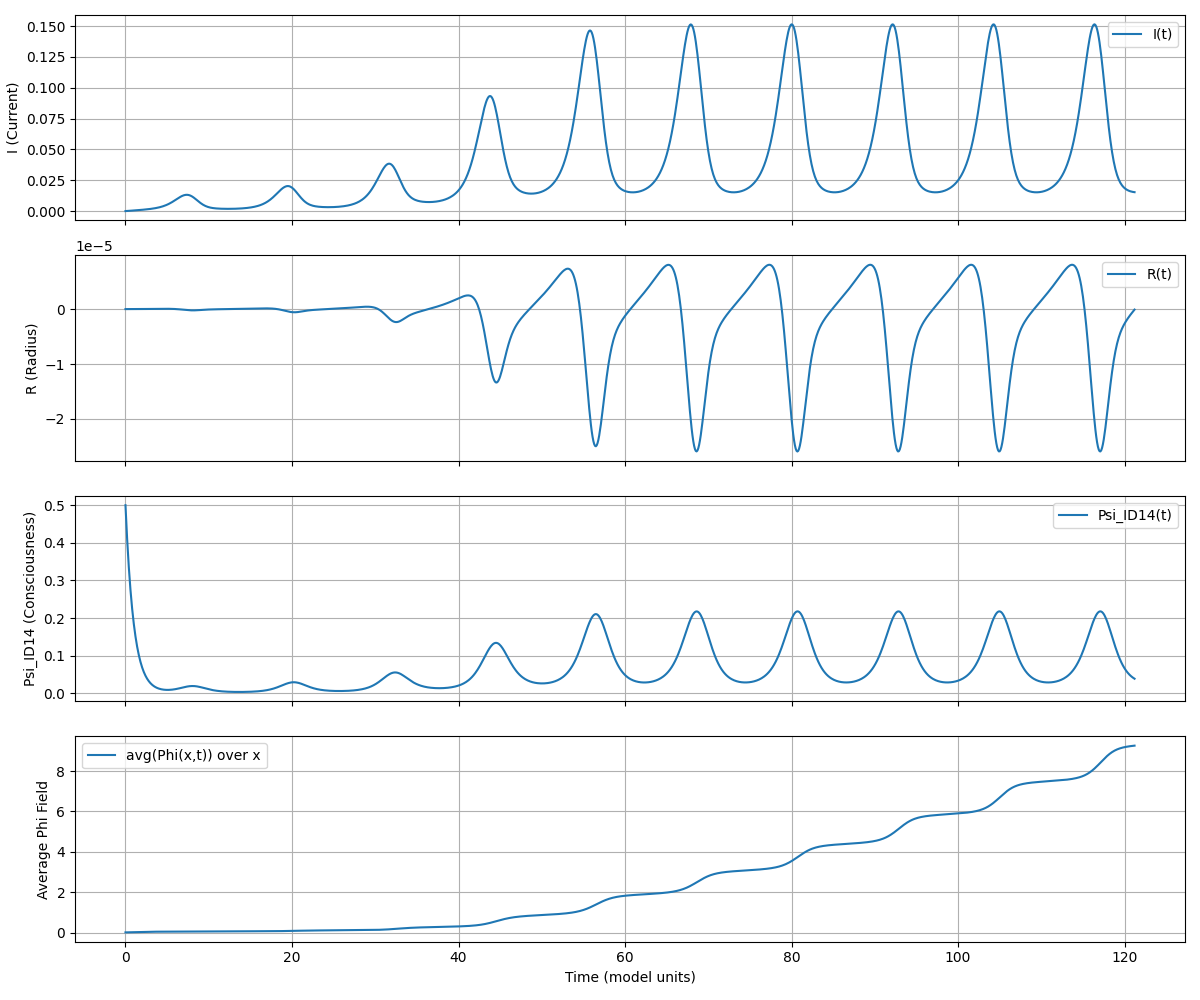 0.150
0.125
0.100
0.075
0.050
0.025
0.000
I (Current)
I(t)
1e−5
0
−1
−2
R (Radius)
R(t)
0.5
0.4
0.3
0.2
0.1
0.0
Psi_ID14 (Consciousness)
Psi_ID14(t)
8
6
4
2
0
Average Phi Field
avg(Phi(x,t)) over x
0 20 40 60 80 100 120
Time (model units)